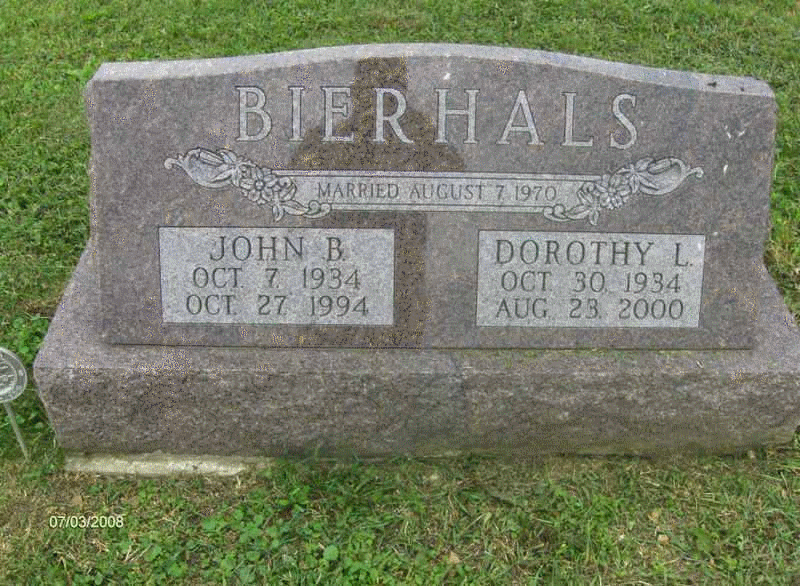 BIERHALS
MARRIED AUGUST 7, 1970
JOHN B.
OCT. 7, 1934
OCT. 27, 1994
DOROTHY L.
OCT. 30, 1934
AUG. 23, 2000
07/03/2008